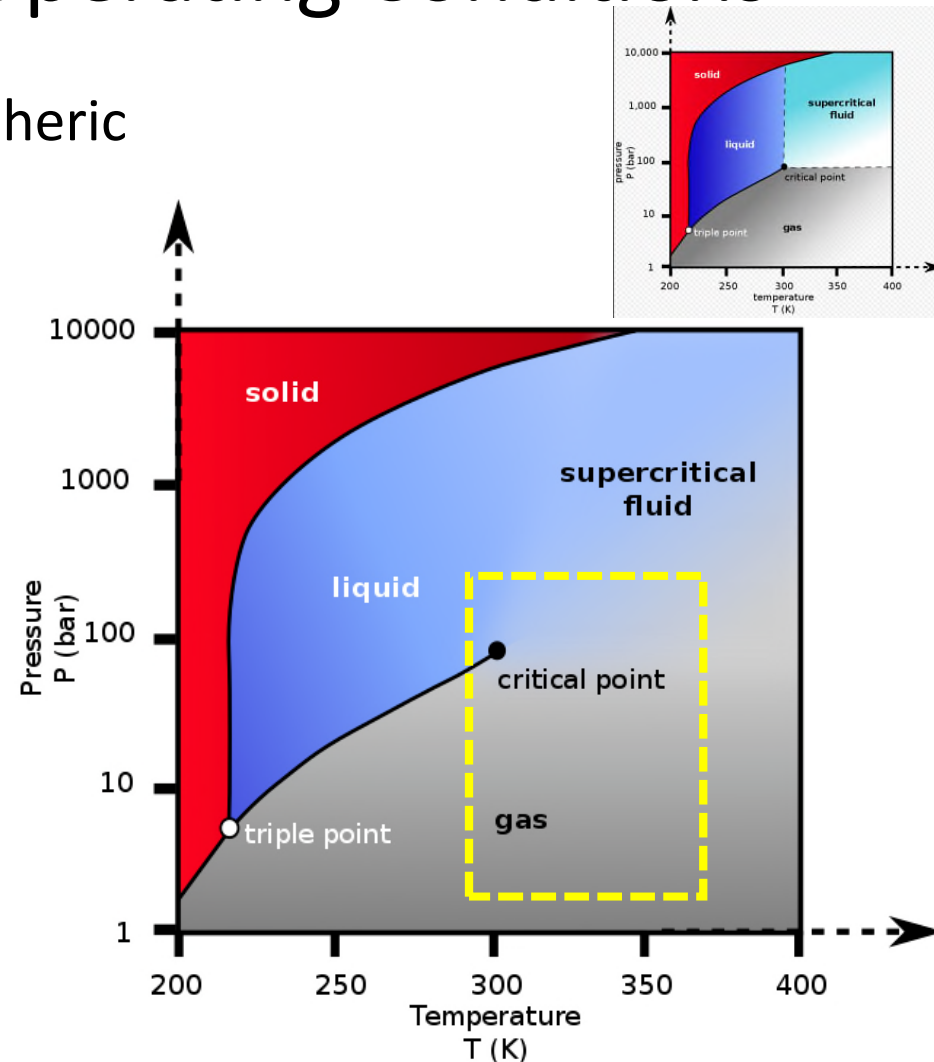 perating Conditions
heric
10,000
1,000
100
10
1
pressure
P (bar)
solid
liquid
supercritical
fluid
critical point
triple point
gas
200
250
300
350
400
temperature
T (K)
10000
1000
100
10
1
Pressure
P (bar)
solid
supercritical
fluid
liquid
critical point
gas
triple point
200
250
300
350
400
Temperature
T (K)